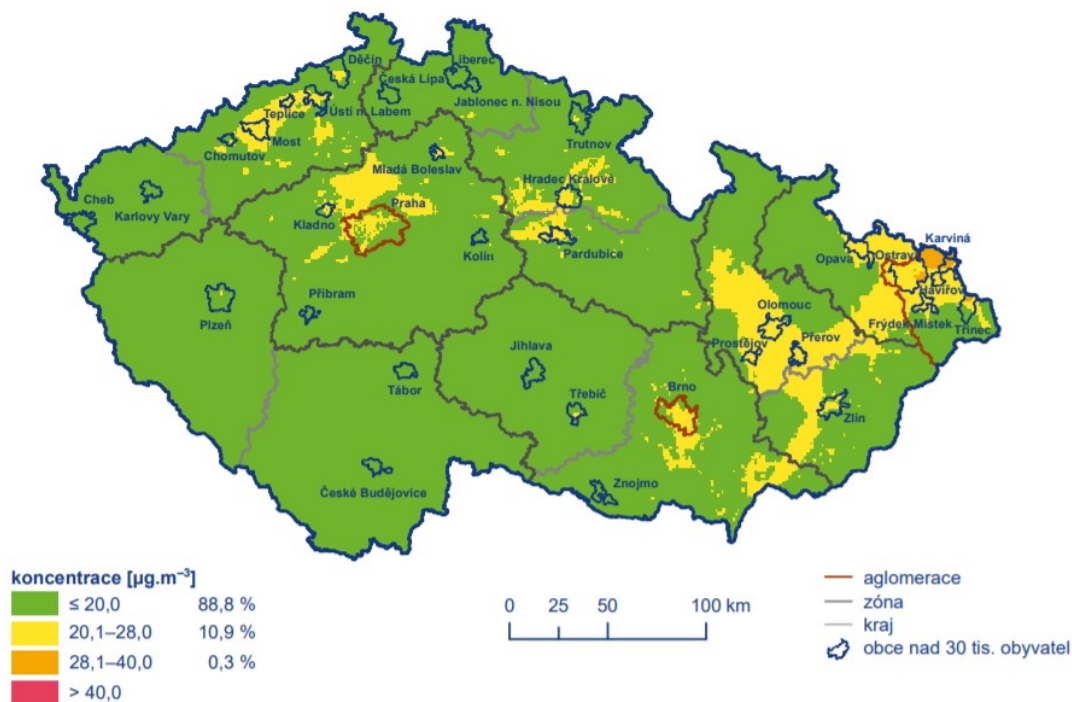 Děčín
Liberec
Česká Lípa
Teplice
Ústí n. Labem
Jablonec n. Nisou
Most
Chomutov
Trutnov
Mladá Boleslav
Hradec Králové
Cheb
Karlovy Vary
Praha
Kladno
Kolín
Pardubice
Karviná
Opava
Ostrava
Havířov
Plzeň
Příbram
Olomouc
Frýdek-Místek
Třinec
Prostějov
Přerov
Jihlava
Tábor
Třebíč
Brno
Zlín
České Budějovice
Znojmo
koncentrace [µg.m⁻³]
≤ 20,0 88,8 %
20,1–28,0 10,9 %
28,1–40,0 0,3 %
> 40,0
0 25 50 100 km
aglomerace
zóna
kraj
obce nad 30 tis. obyvatel